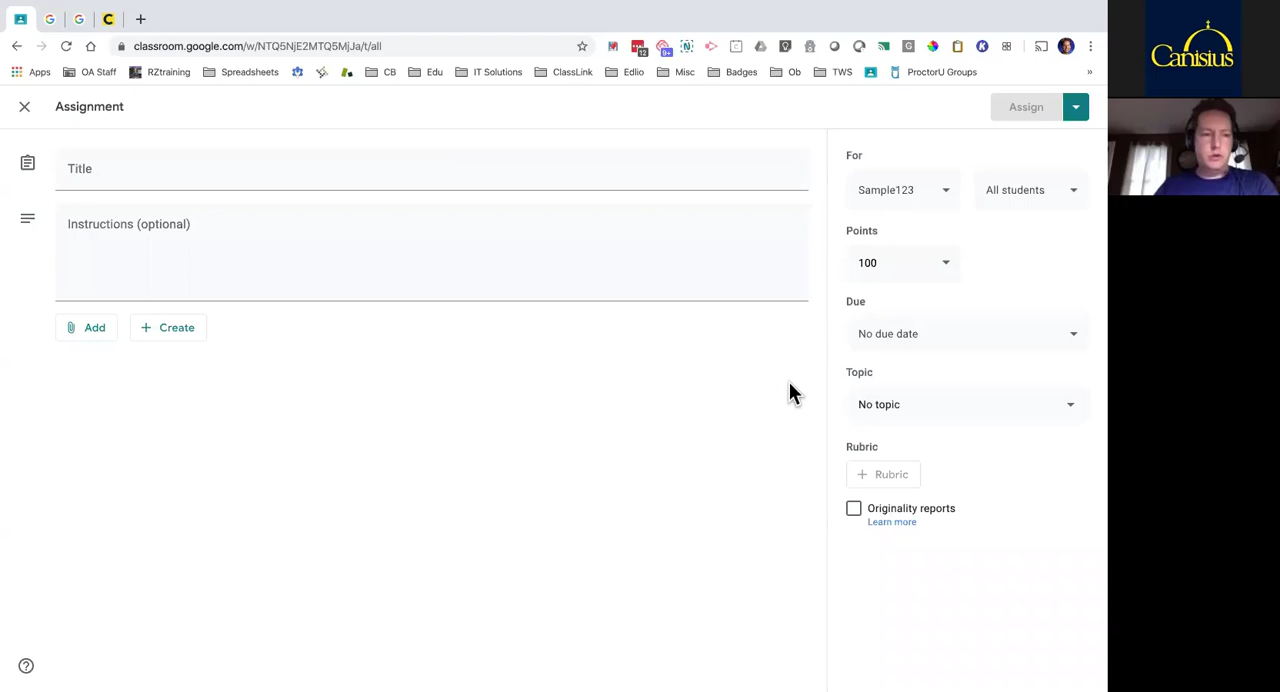 classroom.google.com/w/NTQ5NjE2MTQ5MjJa/t/all
12
9+
Apps
OA Staff
RZtraining
Spreadsheets
CB
Edu
IT Solutions
ClassLink
Edlio
Misc
Badges
Ob
TWS
ProctorU Groups
»
Canisius
Assignment
Assign
Title
Instructions (optional)
Add
Create
For
Sample123
All students
Points
100
Due
No due date
Topic
No topic
Rubric
+ Rubric
Originality reports
Learn more